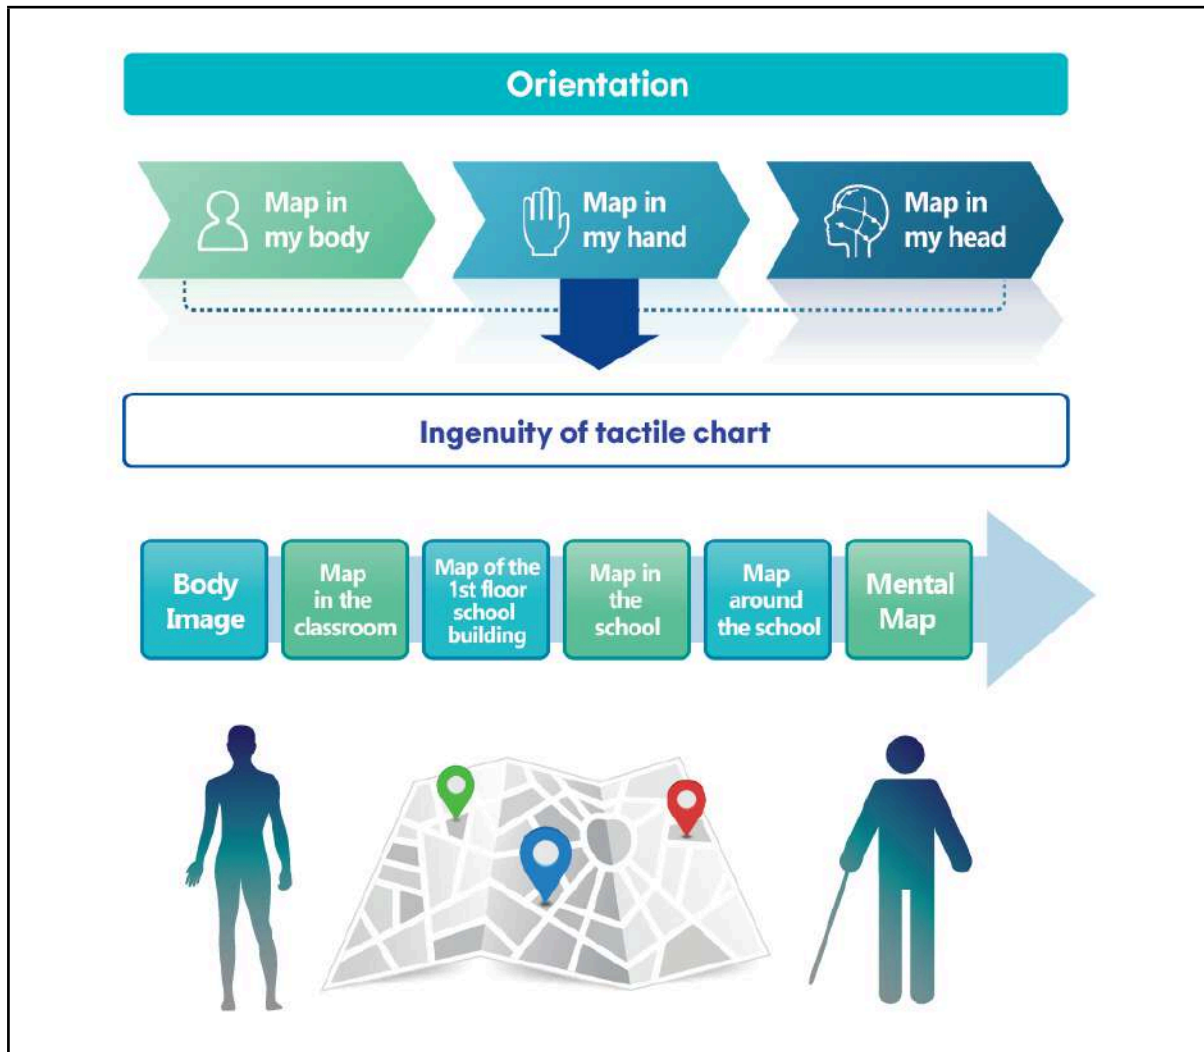 Orientation
Map in
my body
Map in
my hand
Map in
my head
Ingenuity of tactile chart
Body
Image
Map
in the
classroom
Map of the
1st floor
school
building
Map in
the
school
Map
around
the school
Mental
Map